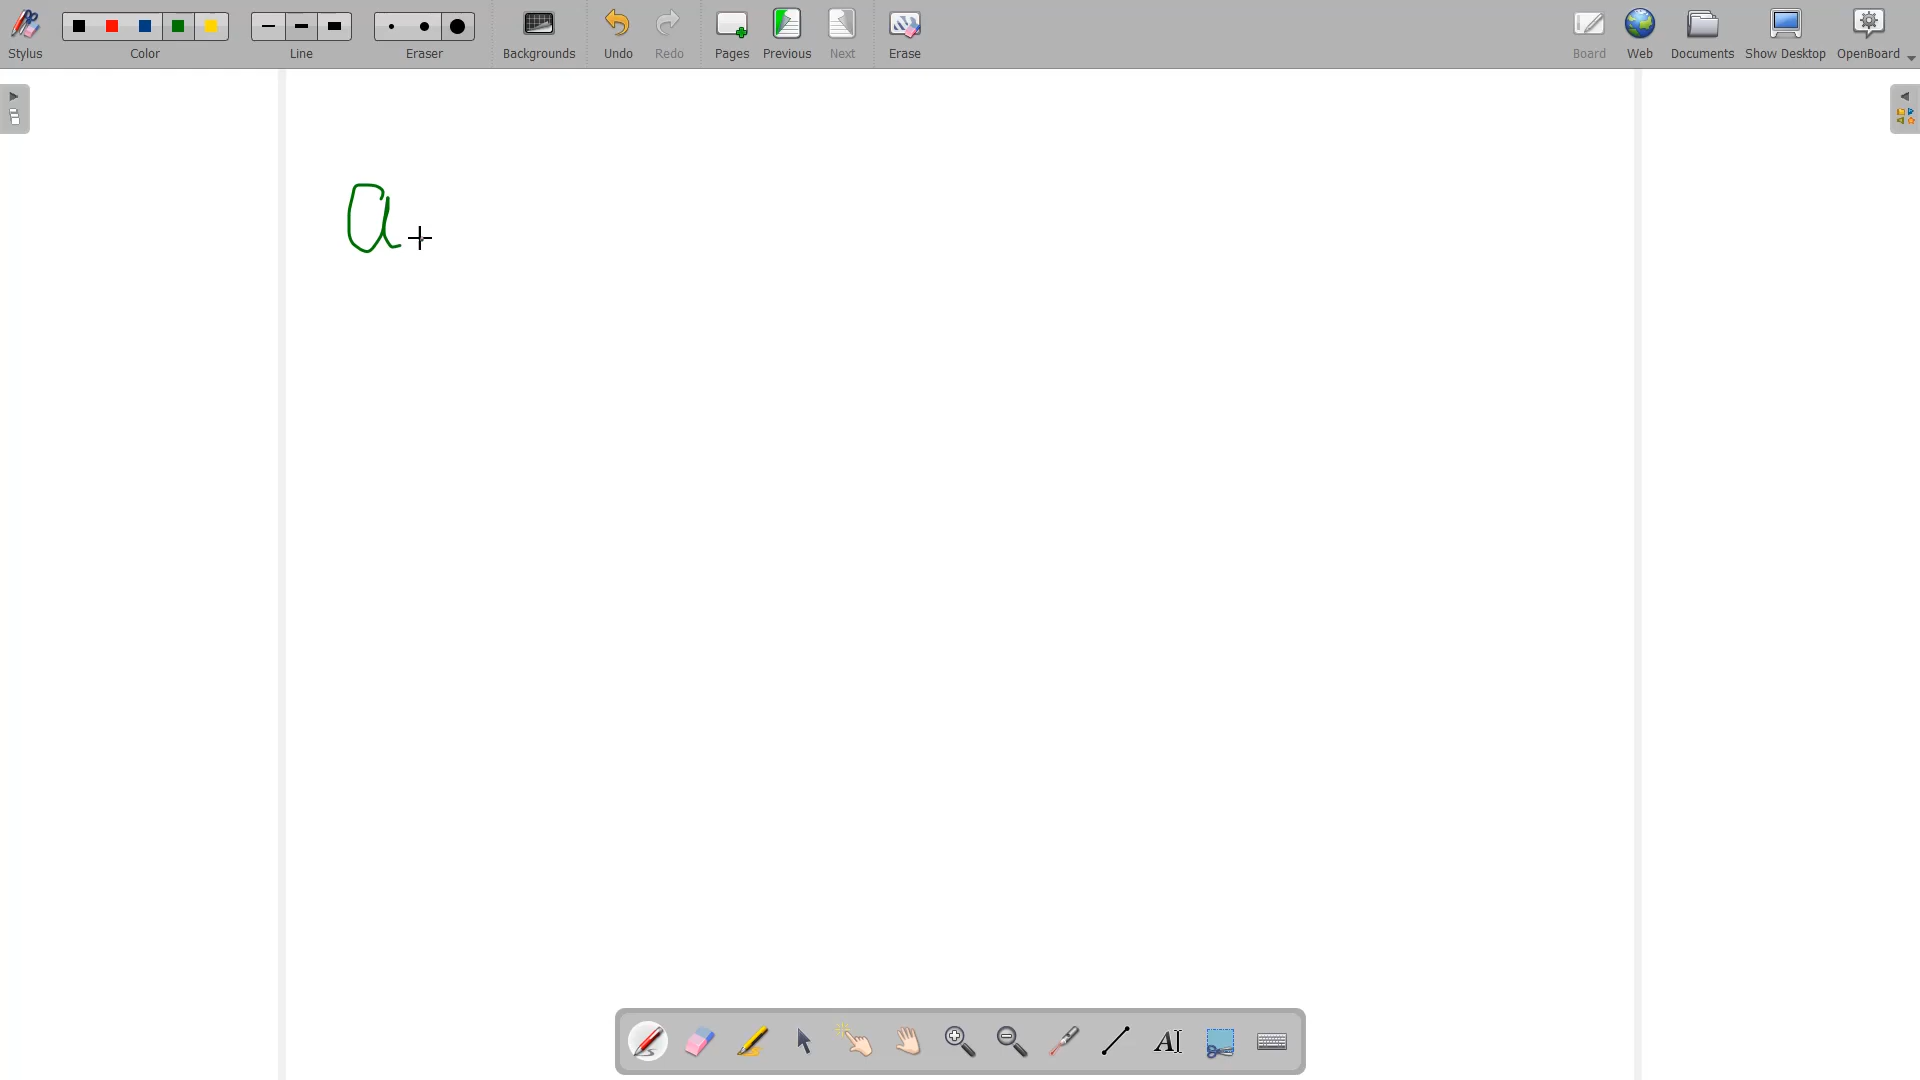 Stylus Color Line Eraser Backgrounds Undo Redo Pages Previous Next Erase Board Web Documents Show Desktop OpenBoard
a
A